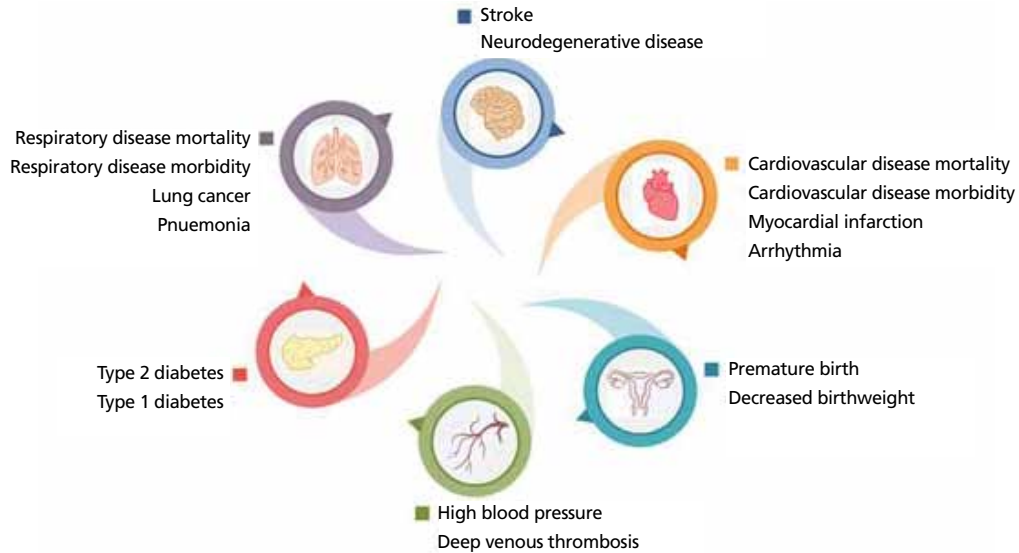 Stroke
Neurodegenerative disease
Respiratory disease mortality
Respiratory disease morbidity
Lung cancer
Pnuemonia
Cardiovascular disease mortality
Cardiovascular disease morbidity
Myocardial infarction
Arrhythmia
Type 2 diabetes
Type 1 diabetes
Premature birth
Decreased birthweight
High blood pressure
Deep venous thrombosis